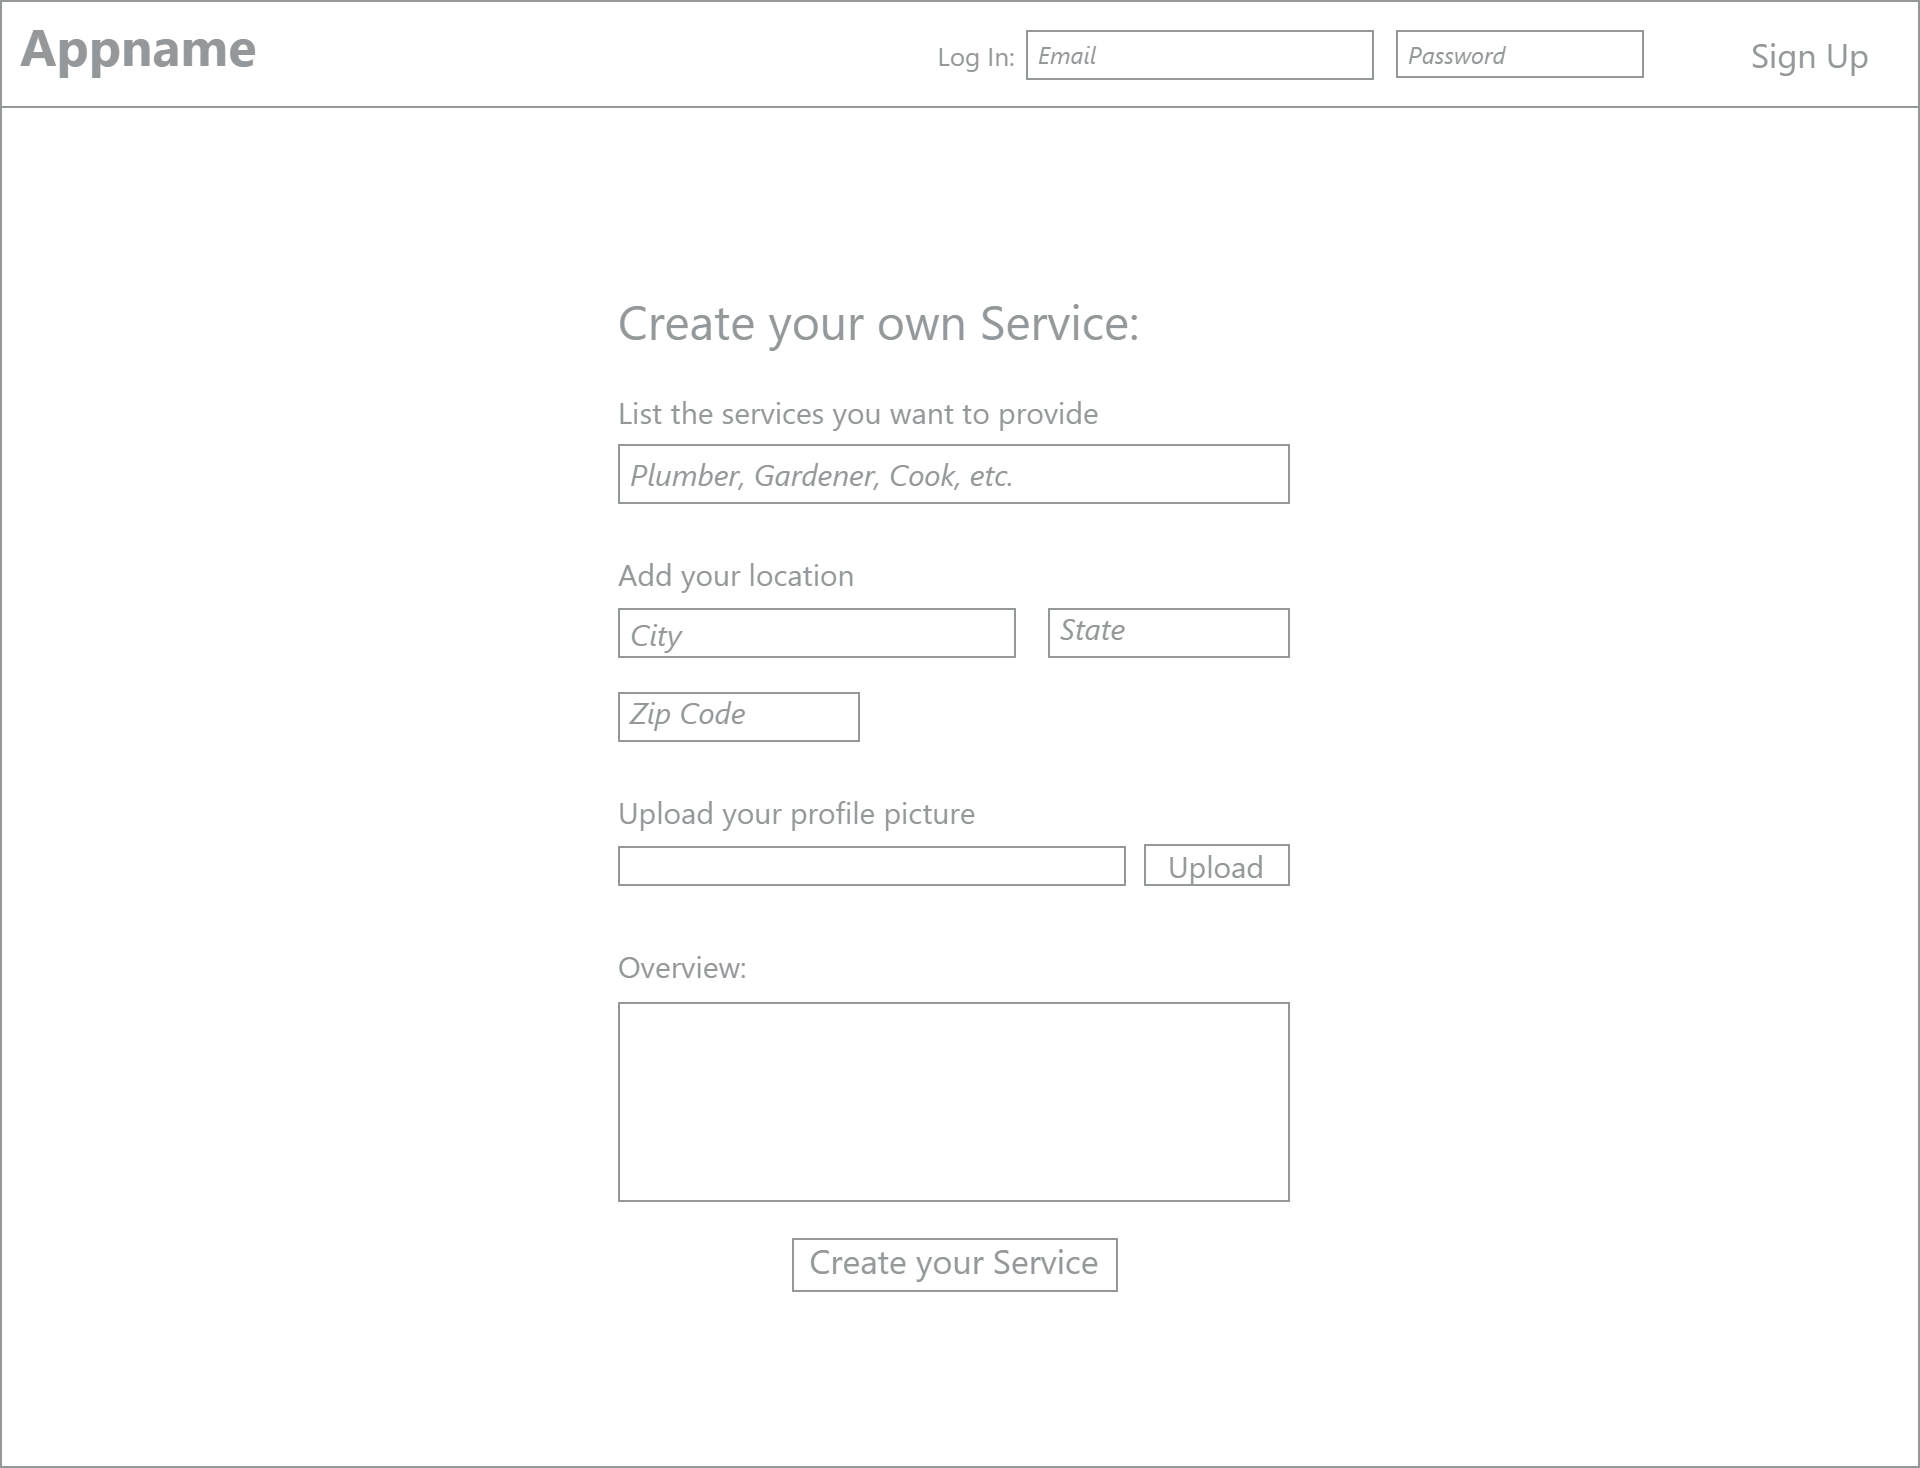 Appname
Log In: Email Password Sign Up
Create your own Service:
List the services you want to provide
Plumber, Gardener, Cook, etc.
Add your location
City State
Zip Code
Upload your profile picture
Upload
Overview:
Create your Service